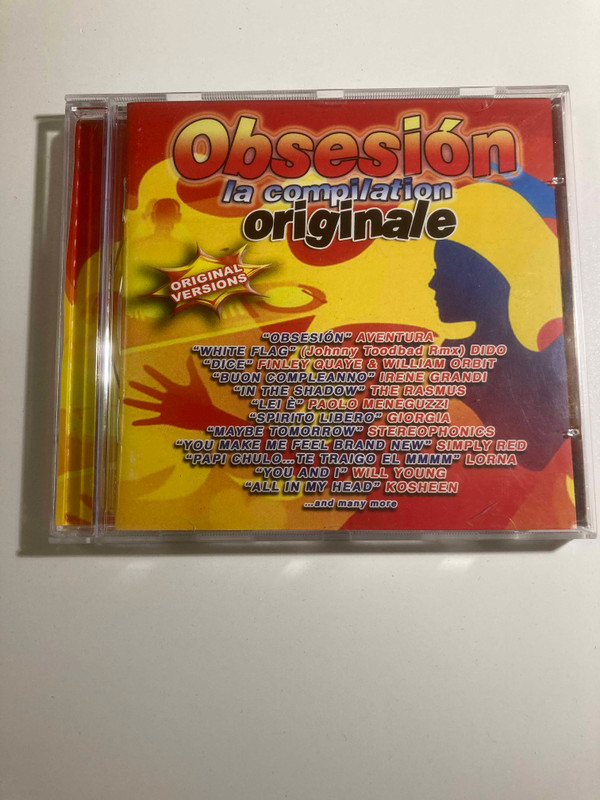 Obsesión
la compilation
originale
ORIGINAL
VERSIONS
"OBSESIÓN" AVENTURA
"WHITE FLAG" (Johnny Toodbad Rmx) DIDO
"DICE" FINLEY QUAYE & WILLIAM ORBIT
"BUON COMPLEANNO" IRENE GRANDI
"IN THE SHADOW" THE RASMUS
"LEI È" PAOLO MENEGUZZI
"SPIRITO LIBERO" GIORGIA
"MAYBE TOMORROW" STEREOPHONICS
"YOU MAKE ME FEEL BRAND NEW" SIMPLY RED
"PAPI CHULO...TE TRAIGO EL MMMM" LORNA
"YOU AND I" WILL YOUNG
"ALL IN MY HEAD" KOSHEEN
...and many more